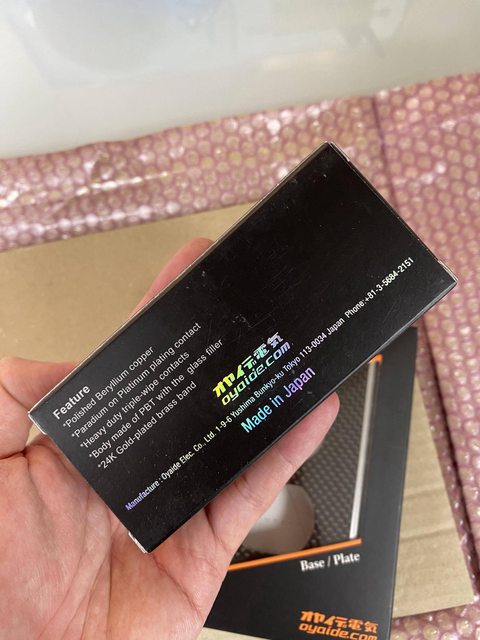 Feature
*Polished Beryllium copper
*Paradium on Platinum plating contact
*Heavy duty triple-wipe contacts
*Body made of PBT with the glass filler
*24K Gold-plated brass band
オヤイデ電気
oyaide.com
Manufacture : Oyaide Elec. Co., Ltd. 1-9-6 Yushima Bunkyo-ku Tokyo 113-0034 Japan Phone:+81-3-5684-2151
Made in Japan
Base / Plate
オヤイデ電気
oyaide.com